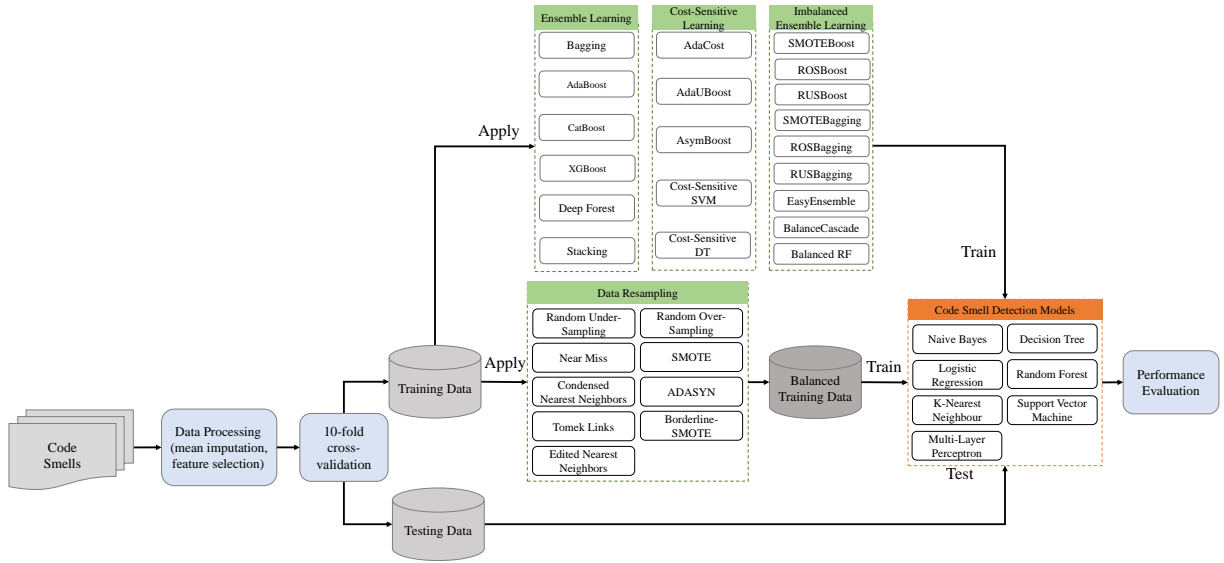 Ensemble Learning
Bagging
AdaBoost
CatBoost
XGBoost
Deep Forest
Stacking
Cost-Sensitive
Learning
AdaCost
AdaUBoost
AsymBoost
Cost-Sensitive
SVM
Cost-Sensitive
DT
Imbalanced
Ensemble Learning
SMOTEBoost
ROSBoost
RUSBoost
SMOTEBagging
ROSBagging
RUSBagging
EasyEnsemble
BalanceCascade
Balanced RF
Apply
Train
Data Resampling
Random Under-
Sampling
Random Over-
Sampling
Near Miss
SMOTE
Condensed
Nearest Neighbors
ADASYN
Tomek Links
Borderline-
SMOTE
Edited Nearest
Neighbors
Code
Smells
Data Processing
(mean imputation,
feature selection)
10-fold
cross-
validation
Training Data
Apply
Balanced
Training Data
Train
Code Smell Detection Models
Naive Bayes
Decision Tree
Logistic
Regression
Random Forest
K-Nearest
Neighbour
Support Vector
Machine
Multi-Layer
Perceptron
Performance
Evaluation
Test
Testing Data